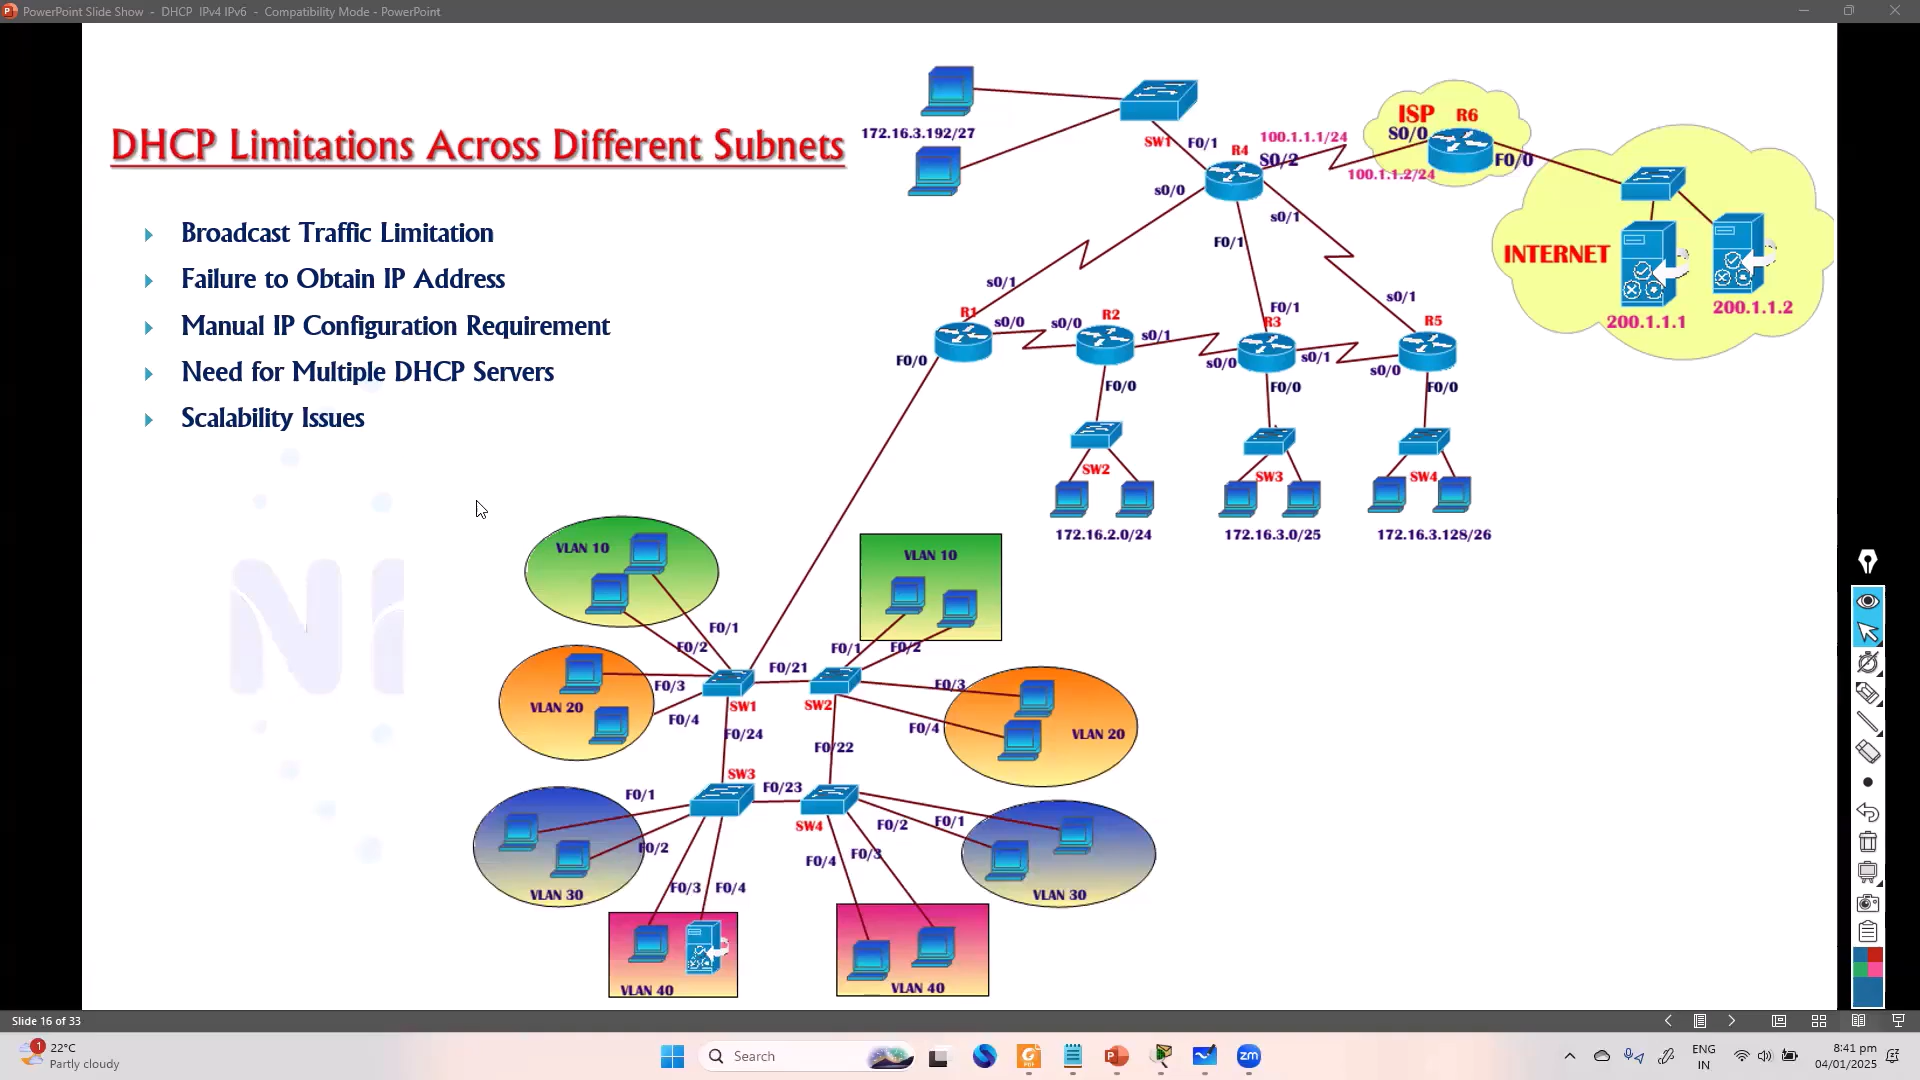 PowerPoint Slide Show - DHCP IPv4 IPv6 - Compatibility Mode - PowerPoint
DHCP Limitations Across Different Subnets
Broadcast Traffic Limitation
Failure to Obtain IP Address
Manual IP Configuration Requirement
Need for Multiple DHCP Servers
Scalability Issues
172.16.3.192/27
SW1
F0/1
R4
100.1.1.1/24
S0/2
ISP
R6
S0/0
F0/0
100.1.1.2/24
s0/0
s0/1
F0/1
INTERNET
200.1.1.1
200.1.1.2
s0/1
R1
s0/0
F0/0
s0/0
R2
s0/1
F0/0
F0/1
R3
s0/0
s0/1
F0/0
s0/1
R5
s0/0
F0/0
SW2
SW3
SW4
172.16.2.0/24
172.16.3.0/25
172.16.3.128/26
VLAN 10
F0/1
F0/2
VLAN 10
F0/1
F0/2
VLAN 20
F0/3
F0/4
SW1
F0/21
SW2
F0/3
F0/4
VLAN 20
F0/24
F0/22
SW3
F0/23
SW4
F0/1
F0/2
VLAN 30
F0/3
F0/4
F0/4
F0/3
F0/2
F0/1
VLAN 30
VLAN 40
VLAN 40
NI
Slide 16 of 33
1
22°C
Partly cloudy
Search
PDF
zm
ENG
IN
8:41 pm
04/01/2025